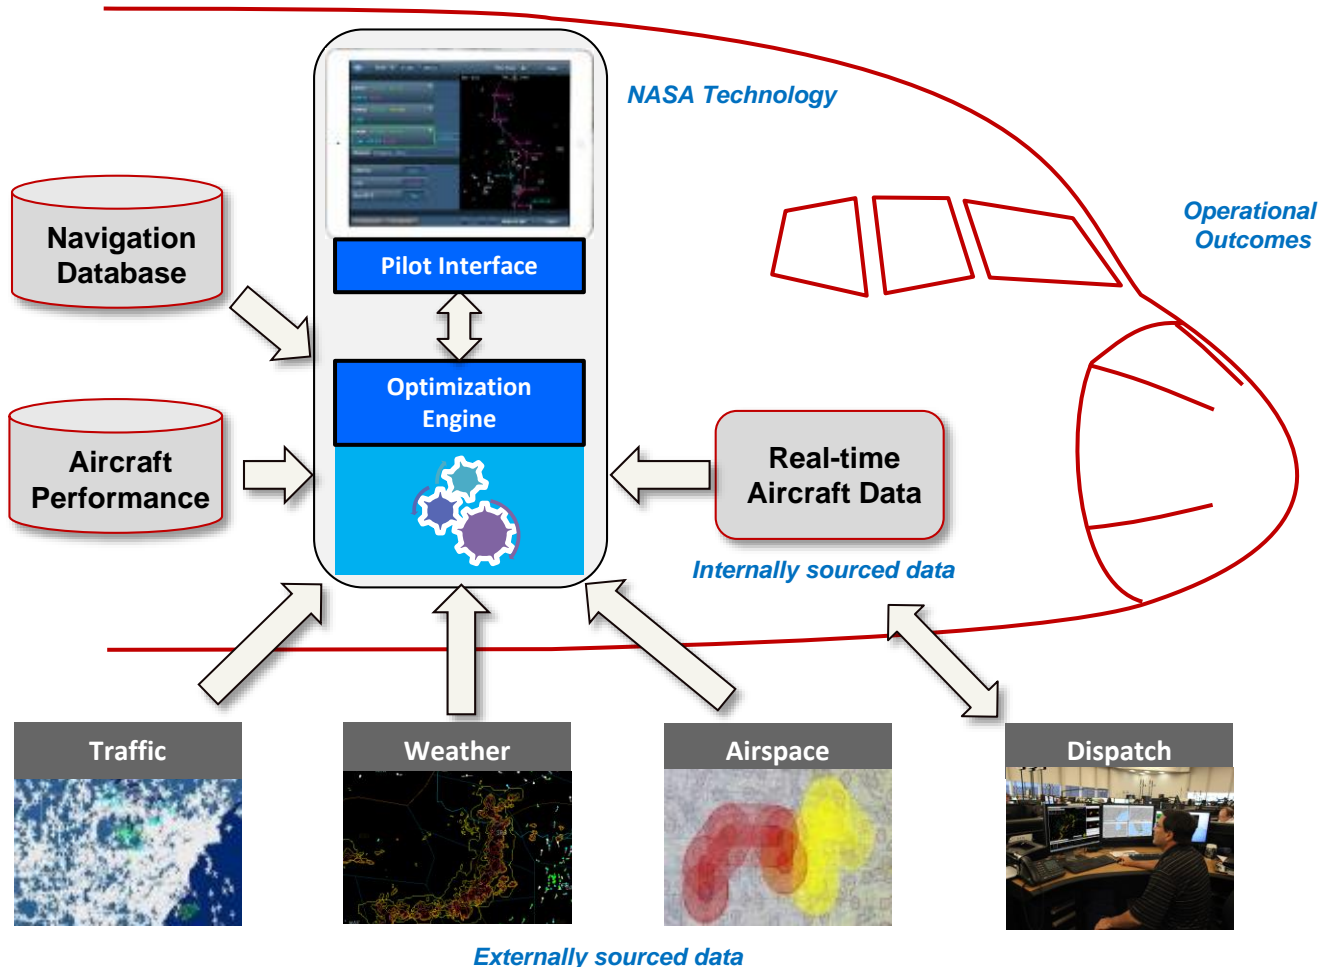 NASA Technology
Operational
Outcomes
Navigation
Database
Pilot Interface
Optimization
Engine
Aircraft
Performance
Real-time
Aircraft Data
Internally sourced data
Traffic
Weather
Airspace
Dispatch
Externally sourced data